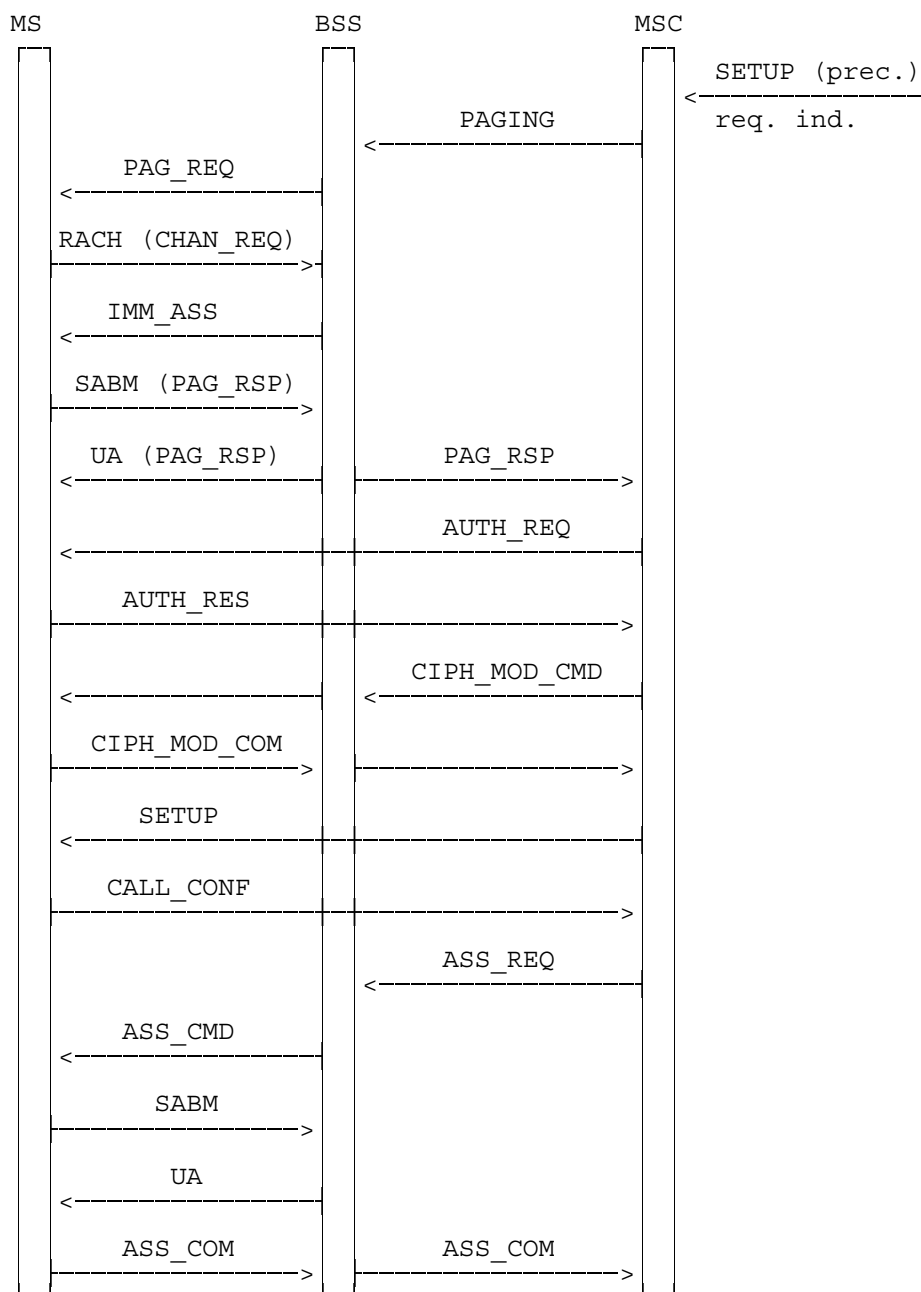 MS BSS MSC
SETUP (prec.)
PAGING req. ind.
PAG_REQ
RACH (CHAN_REQ)
IMM_ASS
SABM (PAG_RSP)
UA (PAG_RSP) PAG_RSP
AUTH_REQ
AUTH_RES
CIPH_MOD_CMD
CIPH_MOD_COM
SETUP
CALL_CONF
ASS_REQ
ASS_CMD
SABM
UA
ASS_COM ASS_COM